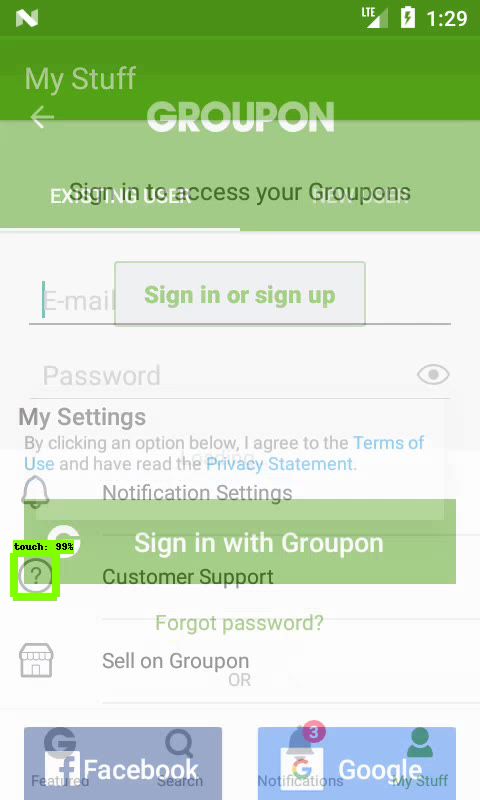 LTE 1:29
My Stuff
GROUPON
Sign in to access your Groupons
EXISTING USER NEW USER
E-mail
Sign in or sign up
Password
My Settings
By clicking an option below, I agree to the Terms of
Use and have read the Privacy Statement.
Loading...
Notification Settings
Sign in with Groupon
touch: 99%
Customer Support
Forgot password?
Sell on Groupon
OR
3
Facebook Google
Featured Search Notifications My Stuff